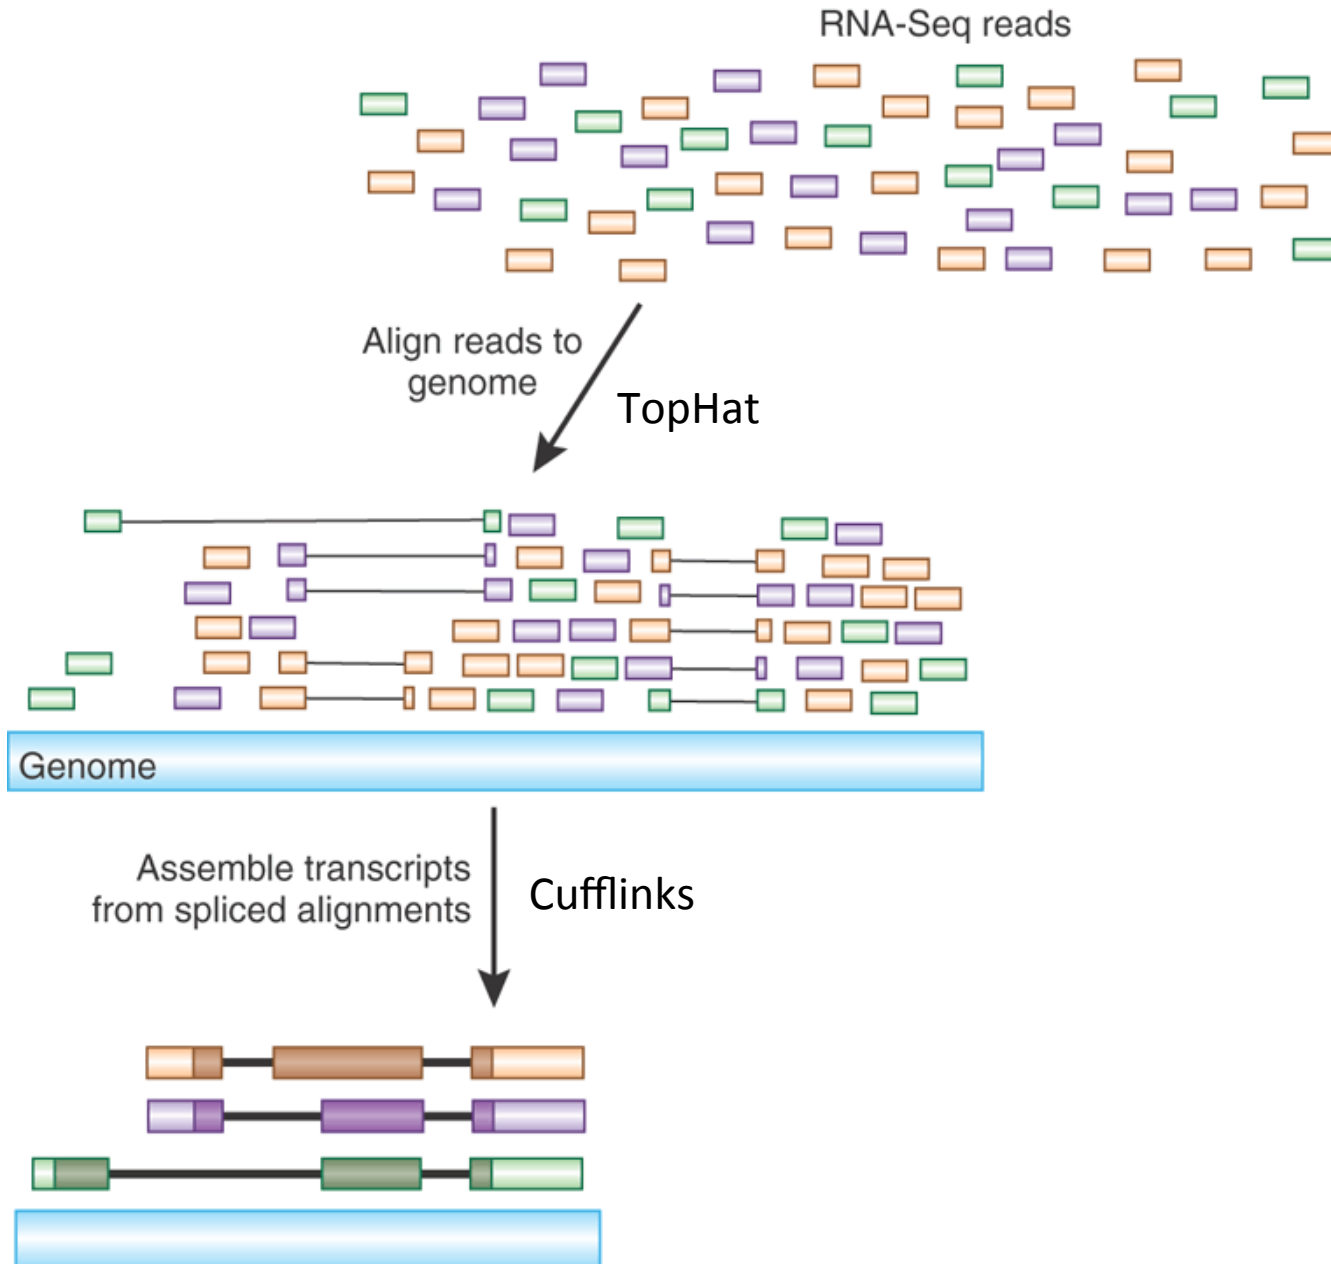 RNA-Seq reads
Align reads to
genome
TopHat
Genome
Assemble transcripts
from spliced alignments
Cufflinks